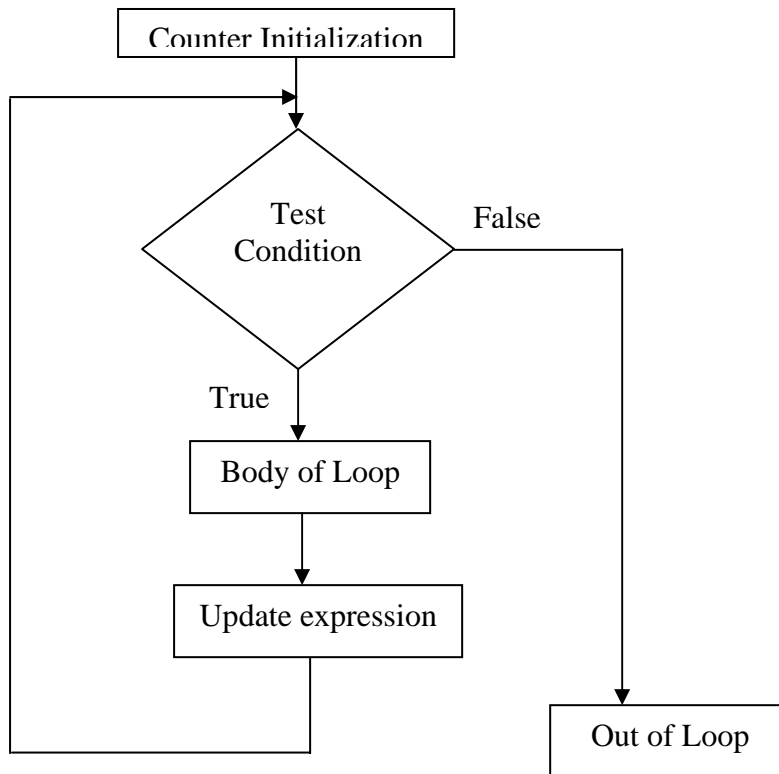 Counter Initialization
Test
Condition
False
True
Body of Loop
Update expression
Out of Loop